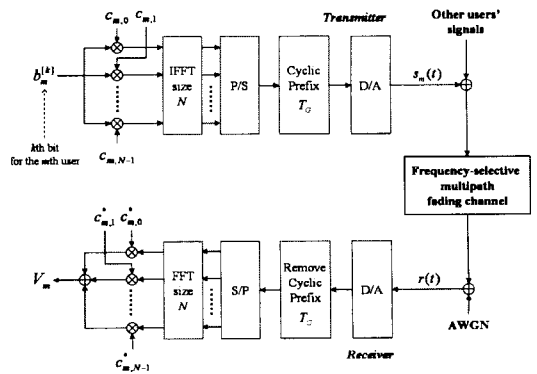 C_{m,0}
C_{m,1}
Transmitter
Other users'
signals
b_m^{[k]}
IFFT
size
N
P/S
Cyclic
Prefix
T_G
D/A
s_m(t)
kth bit
for the mth user
C_{m,N-1}
Frequency-selective
multipath
fading channel
C^*_{m,1}
C^*_{m,0}
V_m
FFT
size
N
S/P
Remove
Cyclic
Prefix
T_G
D/A
r(t)
AWGN
C^*_{m,N-1}
Receiver